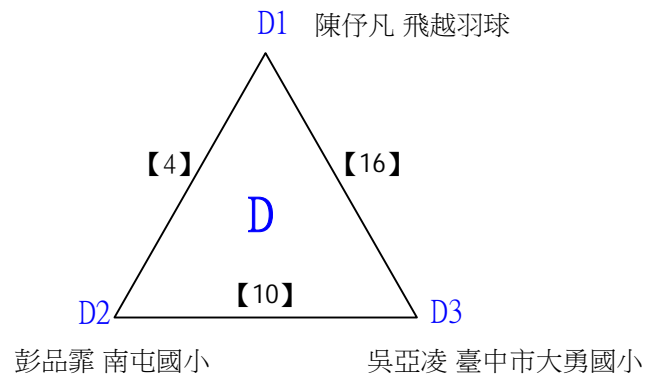 D1 陳伃凡 飛越羽球
【4】 【16】
D
【10】
D2 D3
彭品霏 南屯國小 吳亞凌 臺中市大勇國小